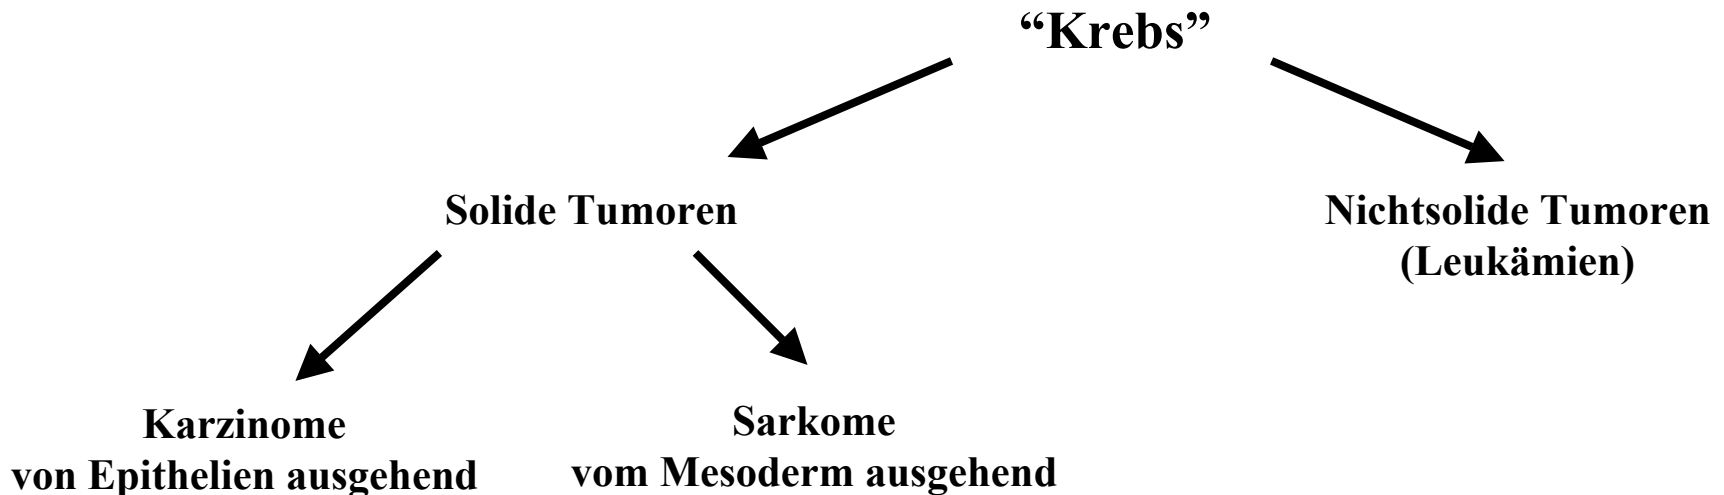 “Krebs”
Solide Tumoren
Nichtsolide Tumoren
(Leukämien)
Karzinome
von Epithelien ausgehend
Sarkome
vom Mesoderm ausgehend